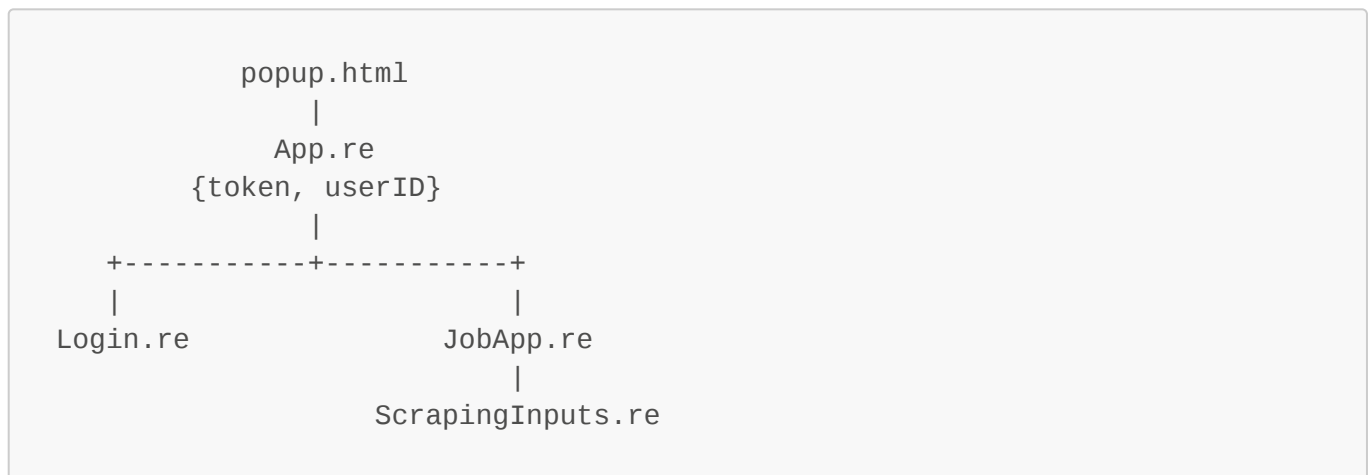 popup.html
|
App.re
{token, userID}
|
+-----------+-----------+
| |
Login.re JobApp.re
|
ScrapingInputs.re